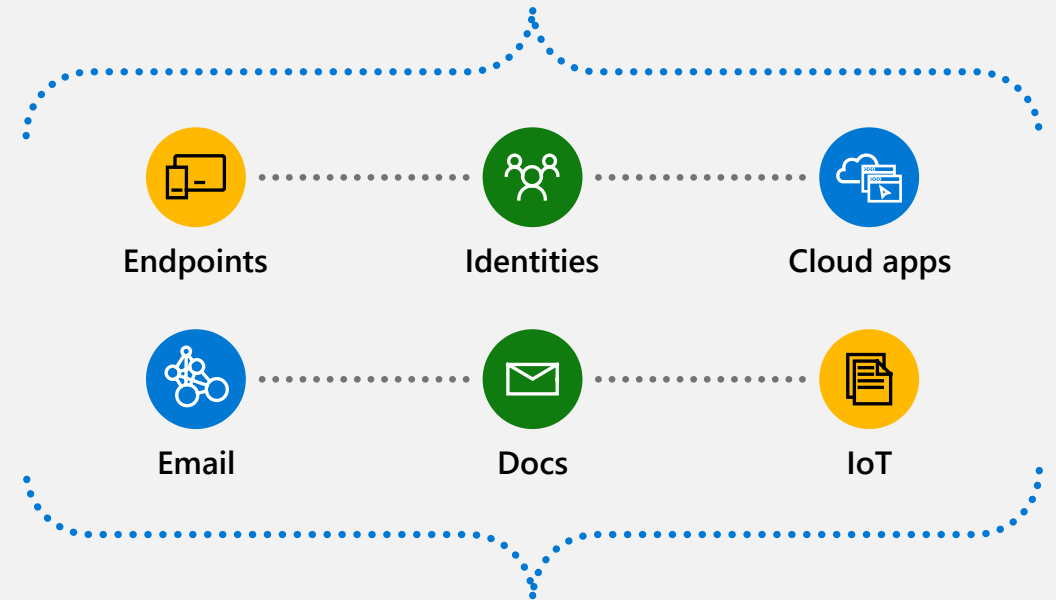 Endpoints
Identities
Cloud apps
Email
Docs
IoT